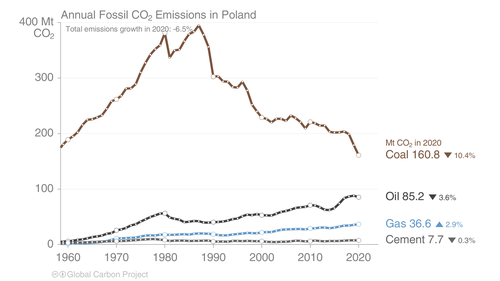 Annual Fossil CO₂ Emissions in Poland
400 Mt
CO₂
Total emissions growth in 2020: -6.5%
300
200
100
0
1960
1970
1980
1990
2000
2010
2020
Mt CO₂ in 2020
Coal 160.8 ▼ 10.4%
Oil 85.2 ▼ 3.6%
Gas 36.6 ▲ 2.9%
Cement 7.7 ▼ 0.3%
Global Carbon Project